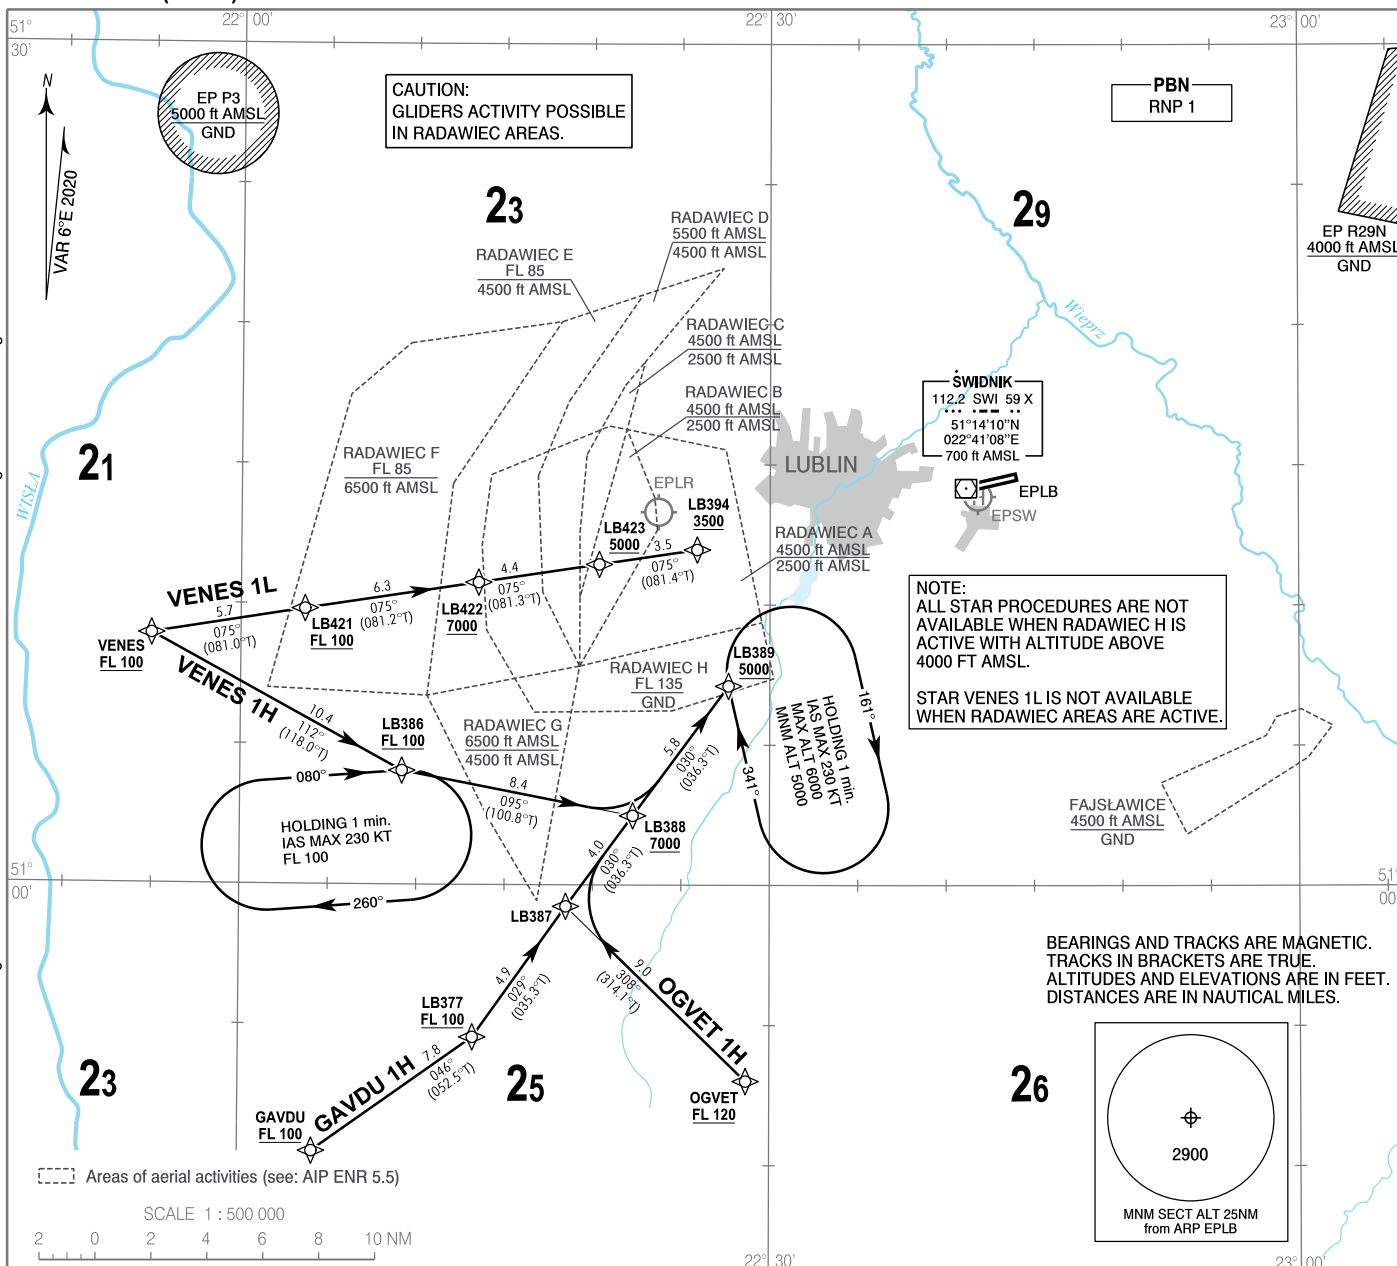 51°
30'
22° 00'
22° 30'
23° 00'
N
VAR 6°E 2020
EP P3
5000 ft AMSL
GND
CAUTION:
GLIDERS ACTIVITY POSSIBLE
IN RADAWIEC AREAS.
PBN
RNP 1
23
29
EP R29N
4000 ft AMSL
GND
RADAWIEC D
5500 ft AMSL
4500 ft AMSL
RADAWIEC E
FL 85
4500 ft AMSL
RADAWIEC C
4500 ft AMSL
2500 ft AMSL
RADAWIEC B
4500 ft AMSL
2500 ft AMSL
Wieprz
ŚWIDNIK
112.2 SWI 59 X
51°14'10"N
022°41'08"E
700 ft AMSL
21
WISŁA
RADAWIEC F
FL 85
6500 ft AMSL
LUBLIN
EPLR
EPLB
EPSW
LB394
3500
LB423
5000
RADAWIEC A
4500 ft AMSL
2500 ft AMSL
3.5
075°
(081.4°T)
4.4
075°
(081.3°T)
LB422
7000
6.3
075°
(081.2°T)
LB421
FL 100
VENES 1L
5.7
075°
(081.0°T)
VENES
FL 100
NOTE:
ALL STAR PROCEDURES ARE NOT
AVAILABLE WHEN RADAWIEC H IS
ACTIVE WITH ALTITUDE ABOVE
4000 FT AMSL.
STAR VENES 1L IS NOT AVAILABLE
WHEN RADAWIEC AREAS ARE ACTIVE.
VENES 1H
10.4
112°
(118.0°T)
LB386
FL 100
RADAWIEC H
FL 135
GND
LB389
5000
RADAWIEC G
6500 ft AMSL
4500 ft AMSL
HOLDING 1 min.
IAS MAX 230 KT
MAX ALT 6000
MNM ALT 5000
161°
341°
5.8
030°
(036.3°T)
8.4
095°
(100.8°T)
080°
HOLDING 1 min.
IAS MAX 230 KT
FL 100
260°
LB388
7000
4.0
030°
(036.3°T)
FAJSŁAWICE
4500 ft AMSL
GND
51°
00'
51°
00
LB387
4.9
029°
(035.3°T)
LB377
FL 100
9.0
308°
(314.1°T)
OGVET 1H
OGVET
FL 120
7.8
046°
(052.5°T)
GAVDU 1H
GAVDU
FL 100
23
25
26
BEARINGS AND TRACKS ARE MAGNETIC.
TRACKS IN BRACKETS ARE TRUE.
ALTITUDES AND ELEVATIONS ARE IN FEET.
DISTANCES ARE IN NAUTICAL MILES.
2900
MNM SECT ALT 25NM
from ARP EPLB
Areas of aerial activities (see: AIP ENR 5.5)
SCALE 1 : 500 000
2 0 2 4 6 8 10 NM
22° 30'
23° 00'